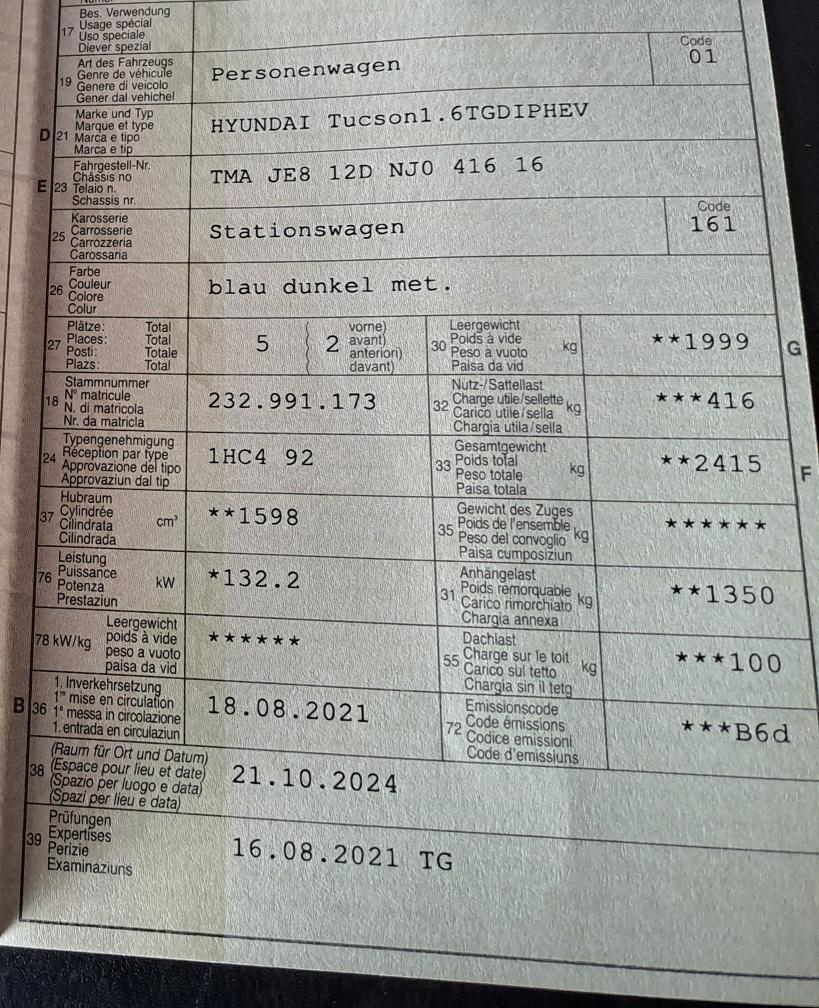 17 Bes. Verwendung
Usage spécial
Uso speciale
Diever spezial
19 Art des Fahrzeugs
Genre de véhicule
Genere di veicolo
Gener dal vehichel
Personenwagen
Code
01
D 21 Marke und Typ
Marque et type
Marca e tipo
Marca e tip
HYUNDAI Tucson1.6TGDIPHEV
E 23 Fahrgestell-Nr.
Châssis no
Telaio n.
Schassis nr.
TMA JE8 12D NJ0 416 16
25 Karosserie
Carrosserie
Carrozzeria
Carossaria
Stationswagen
Code
161
26 Farbe
Couleur
Colore
Colur
blau dunkel met.
27 Plätze: Total
Places: Total
Posti: Totale
Plazs: Total
5
2 vorne)
avant)
anteriori)
davant)
30 Leergewicht
Poids à vide
Peso a vuoto
Paisa da vid
kg
**1999
G
18 Stammnummer
N° matricule
N. di matricola
Nr. da matricla
232.991.173
32 Nutz-/Sattellast
Charge utile/sellette
Carico utile/sella
Chargia utila/sella
kg
***416
24 Typengenehmigung
Réception par type
Approvazione del tipo
Approvaziun dal tip
1HC4 92
33 Gesamtgewicht
Poids total
Peso totale
Paisa totala
kg
**2415
F
37 Hubraum
Cylindrée
Cilindrata
Cilindrada
cm³
**1598
35 Gewicht des Zuges
Poids de l'ensemble
Peso del convoglio
Paisa cumposiziun
kg
******
76 Leistung
Puissance
Potenza
Prestaziun
kW
*132.2
31 Anhängelast
Poids remorquable
Carico rimorchiato
Chargia annexa
kg
**1350
78 kW/kg Leergewicht
poids à vide
peso a vuoto
paisa da vid
******
55 Dachlast
Charge sur le toit
Carico sul tetto
Chargia sin il tetg
kg
***100
B 36 1. Inverkehrsetzung
1re mise en circulation
1a messa in circolazione
1. entrada en circulaziun
18.08.2021
72 Emissionscode
Code émissions
Codice emissioni
Code d'emissiuns
***B6d
38 (Raum für Ort und Datum)
(Espace pour lieu et date)
(Spazio per luogo e data)
(Spazi per lieu e data)
21.10.2024
39 Prüfungen
Expertises
Perizie
Examinaziuns
16.08.2021 TG